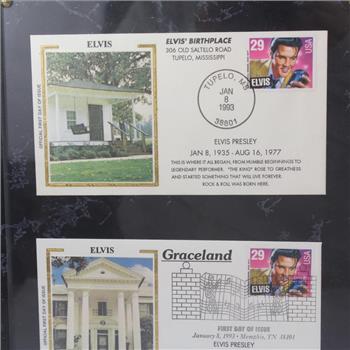 ELVIS
OFFICIAL FIRST DAY OF ISSUE
ELVIS' BIRTHPLACE
306 OLD SALTILLO ROAD
TUPELO, MISSISSIPPI
TUPELO, MS
JAN
8
1993
38801
29
USA
ELVIS
ELVIS PRESLEY
JAN 8, 1935 - AUG 16, 1977
THIS IS WHERE IT ALL BEGAN, FROM HUMBLE BEGINNINGS TO
LEGENDARY PERFORMER. "THE KING" ROSE TO GREATNESS
AND STARTED SOMETHING THAT WILL LIVE FOREVER.
ROCK & ROLL WAS BORN HERE.
ELVIS
OFFICIAL FIRST DAY OF ISSUE
Graceland
29
USA
ELVIS
FIRST DAY OF ISSUE
January 8, 1993 • Memphis, TN 38101
ELVIS PRESLEY